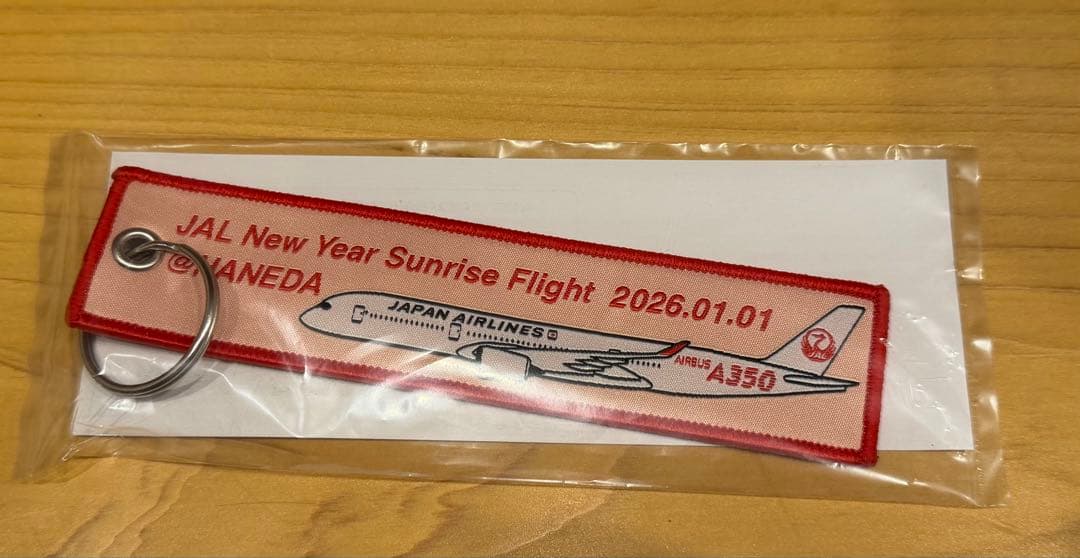 JAL New Year Sunrise Flight 2026.01.01
@HANEDA
JAPAN AIRLINES
AIRBUS A350
JAL